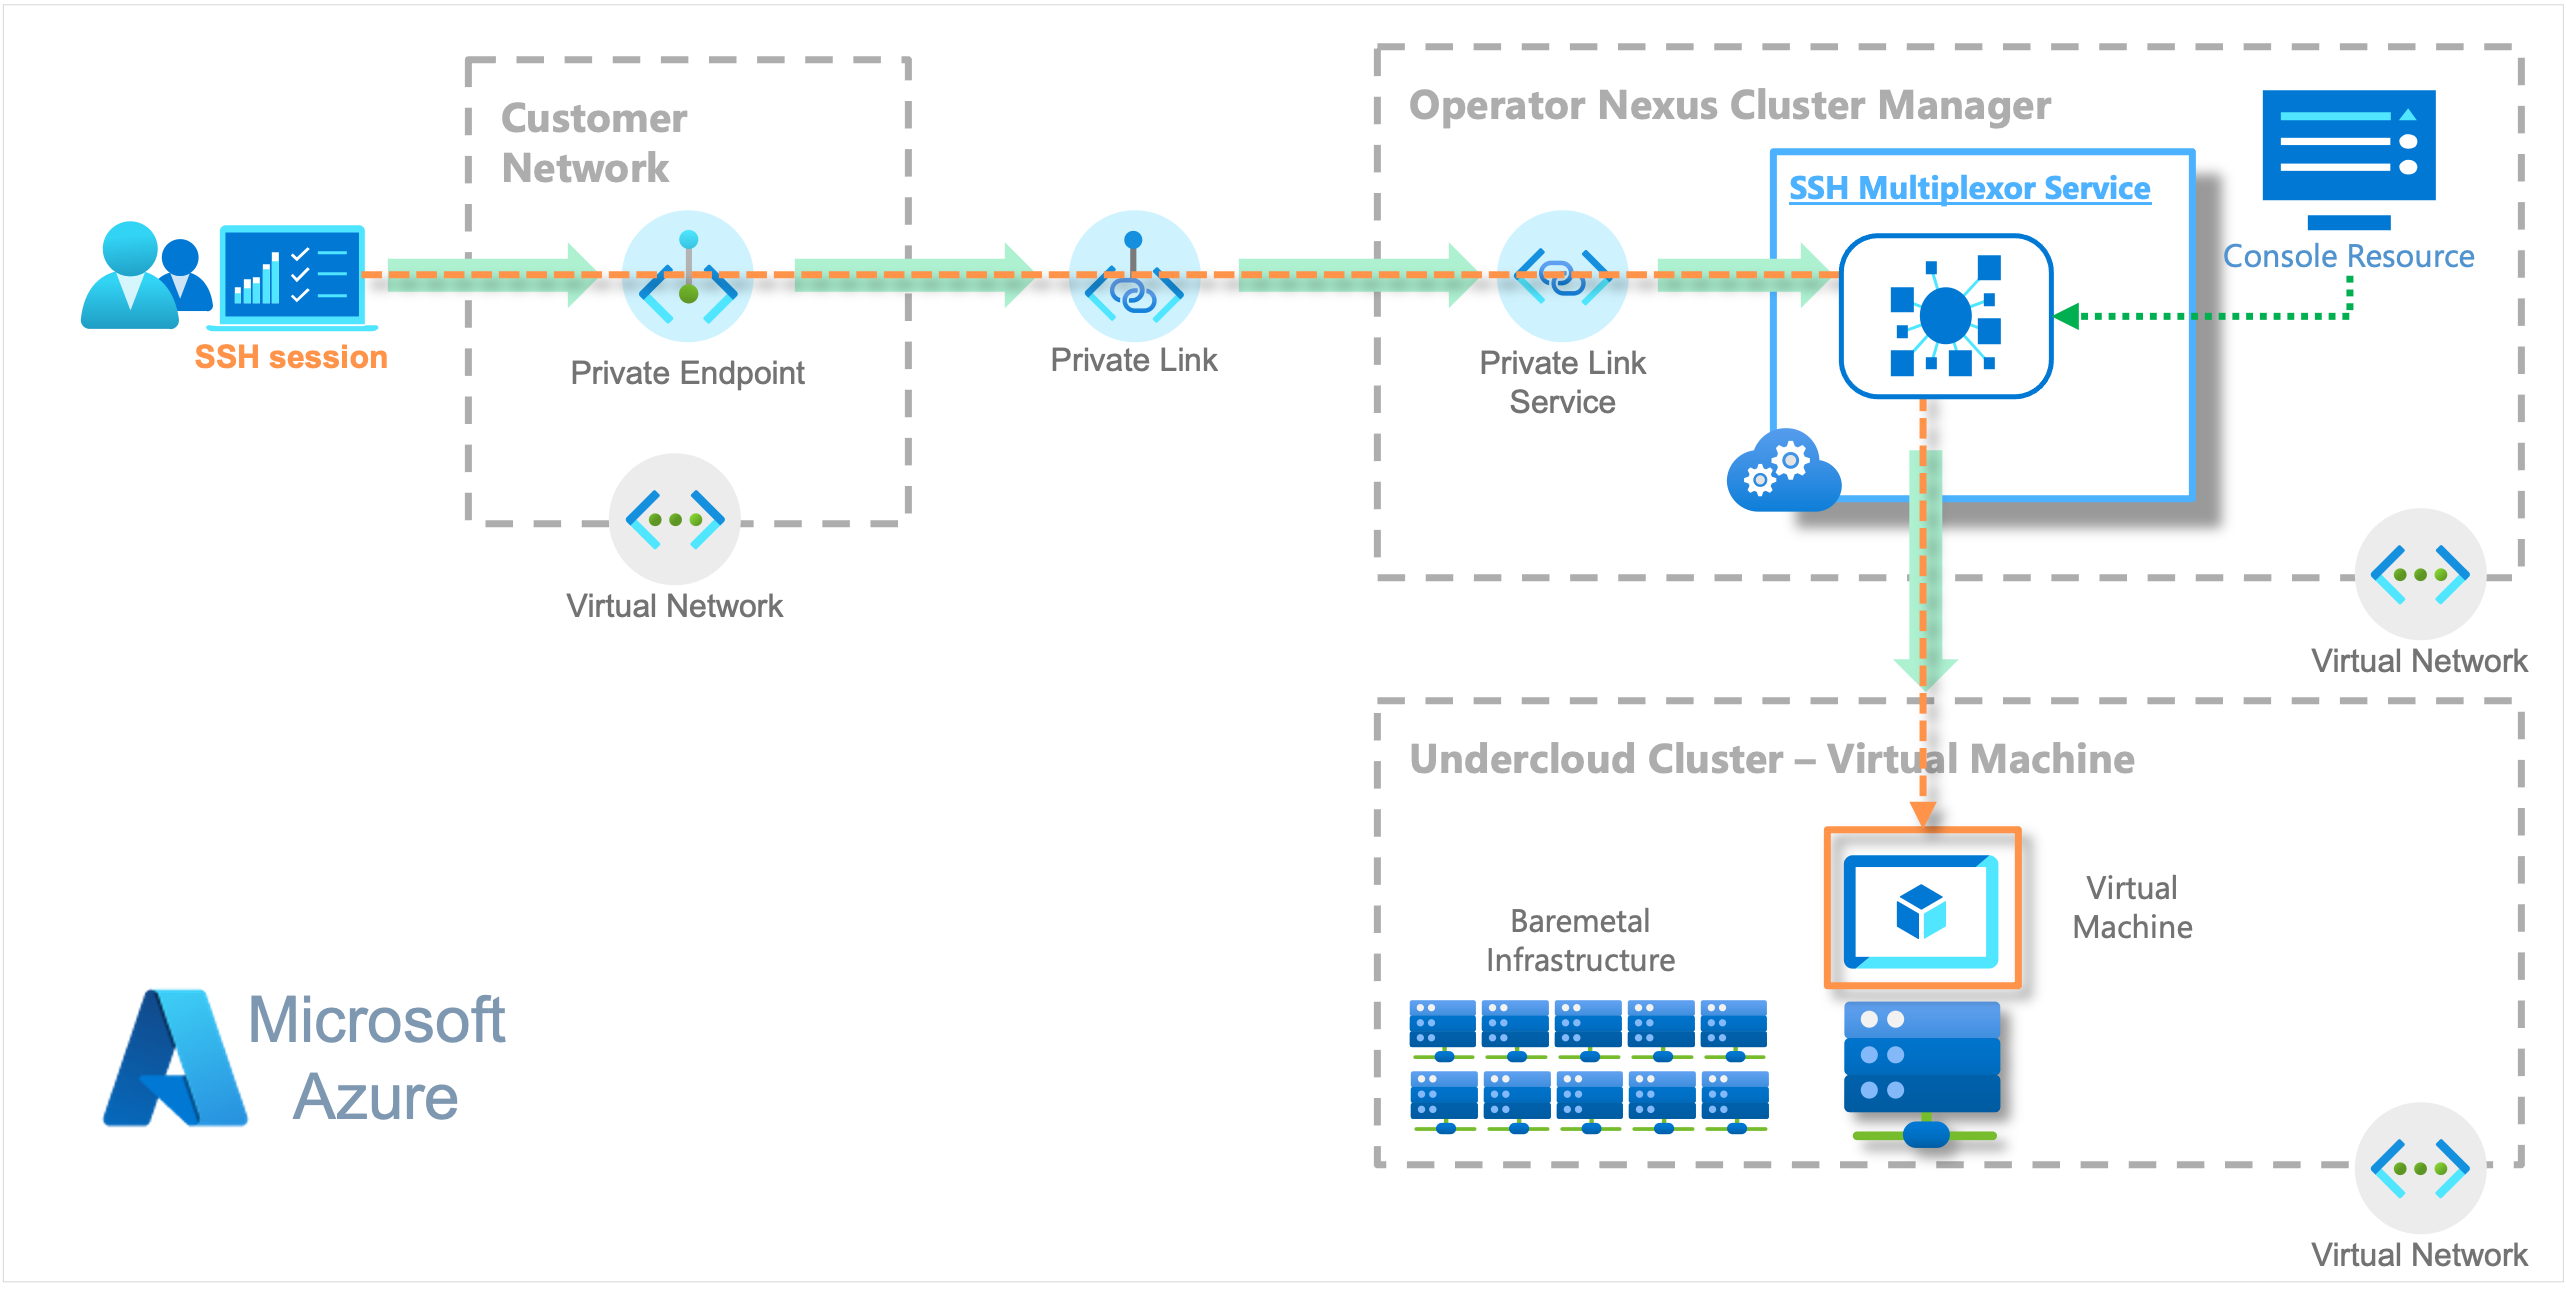 Customer
Network
Operator Nexus Cluster Manager
SSH Multiplexor Service
Console Resource
SSH session
Private Endpoint
Private Link
Private Link
Service
Virtual Network
Virtual Network
Undercloud Cluster – Virtual Machine
Virtual
Machine
Baremetal
Infrastructure
Microsoft
Azure
Virtual Network